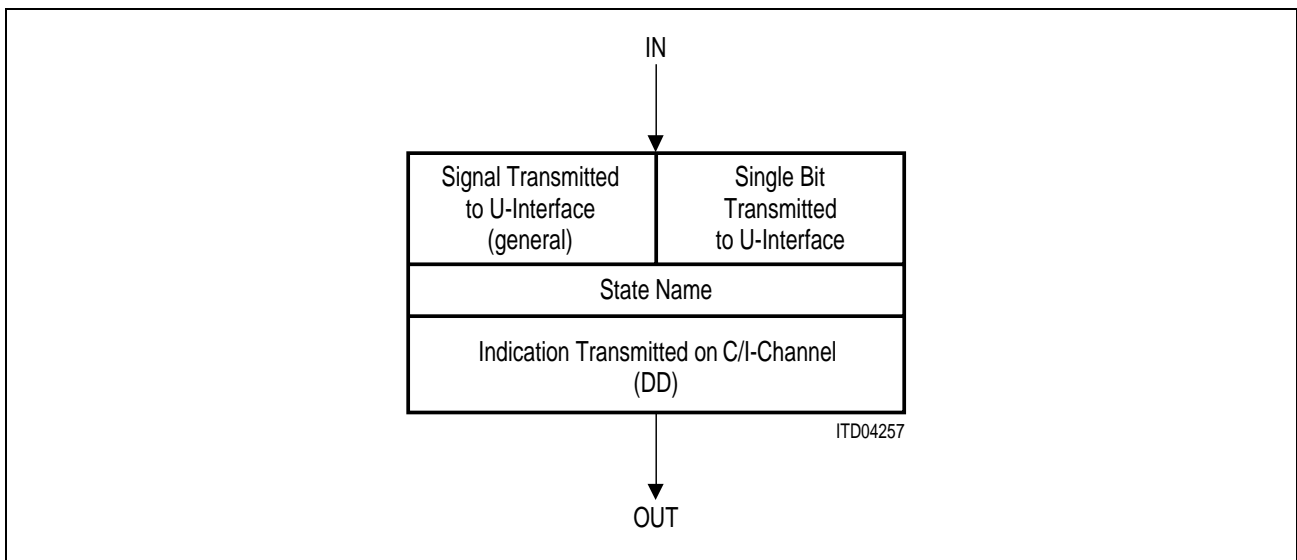 IN
Signal Transmitted
to U-Interface
(general)
Single Bit
Transmitted
to U-Interface
State Name
Indication Transmitted on C/I-Channel
(DD)
ITD04257
OUT